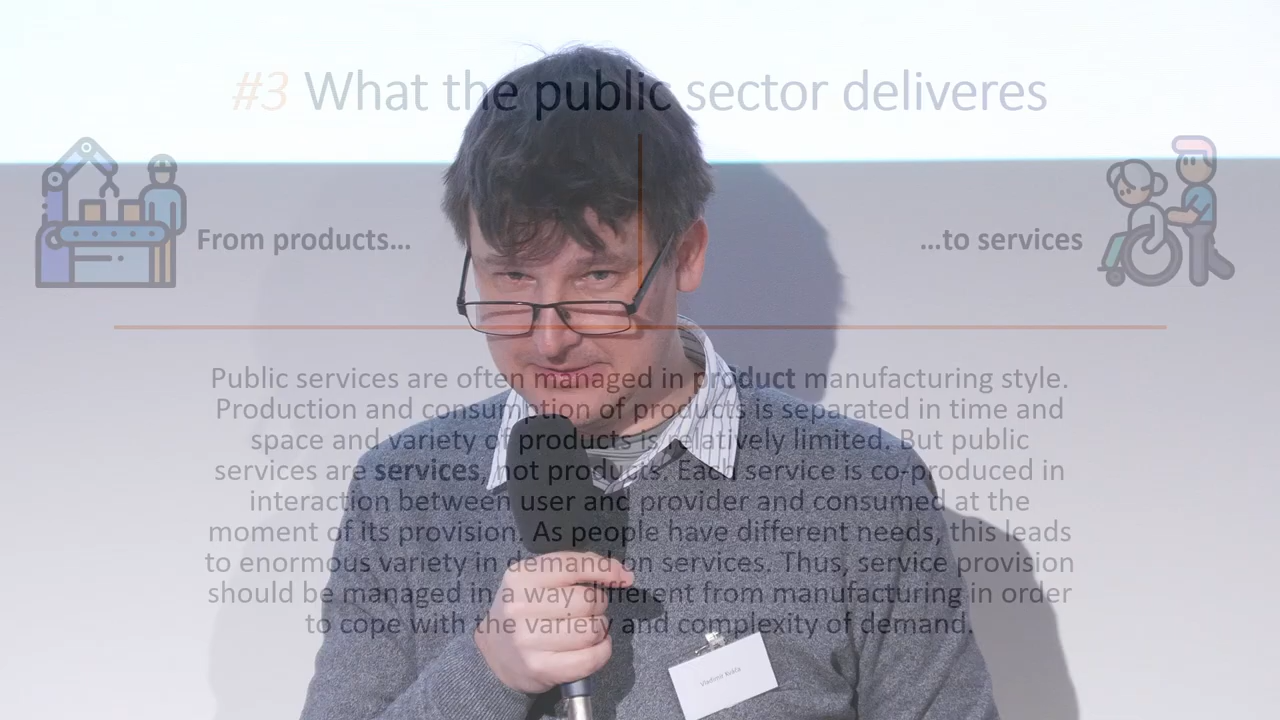 #3 What the public sector deliveres
From products...
...to services
Public services are often managed in product manufacturing style.
Production and consumption of products is separated in time and
space and variety of products is relatively limited. But public
services are services, not products. Each service is co-produced in
interaction between user and provider and consumed at the
moment of its provision. As people have different needs, this leads
to enormous variety in demand on services. Thus, service provision
should be managed in a way different from manufacturing in order
to cope with the variety and complexity of demand.
Vladimír